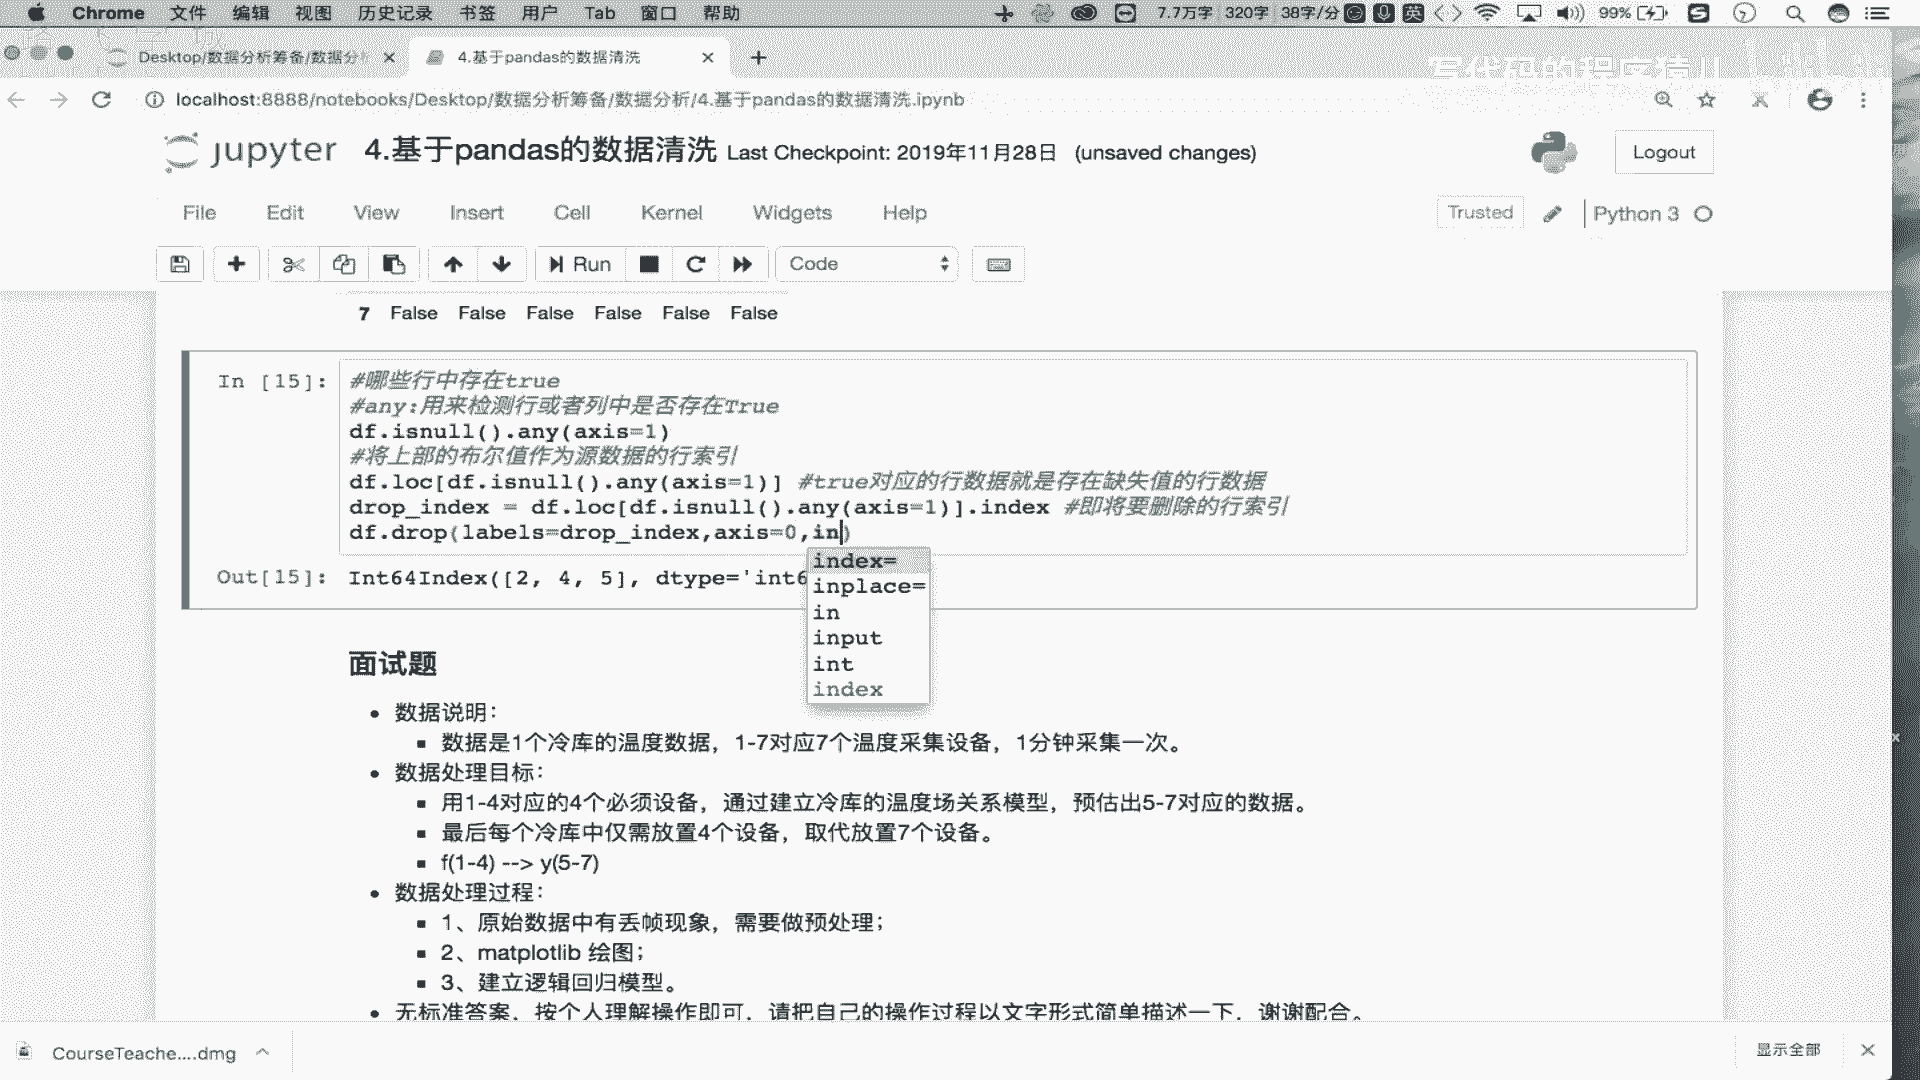 Chrome 文件 编辑 视图 历史记录 书签 用户 Tab 窗口 帮助 7.7万字 320字 38字/分 英 99%
Desktop/数据分析筹备/数据分析 4.基于pandas的数据清洗
localhost:8888/notebooks/Desktop/数据分析筹备/数据分析/4.基于pandas的数据清洗.ipynb
jupyter 4.基于pandas的数据清洗 Last Checkpoint: 2019年11月28日 (unsaved changes) Logout
File Edit View Insert Cell Kernel Widgets Help Trusted Python 3
Run Code
7 False False False False False False
In [15]: #哪些行中存在true
#any:用来检测行或者列中是否存在True
df.isnull().any(axis=1)
#将上部的布尔值作为源数据的行索引
df.loc[df.isnull().any(axis=1)] #true对应的行数据就是存在缺失值的行数据
drop_index = df.loc[df.isnull().any(axis=1)].index #即将要删除的行索引
df.drop(labels=drop_index,axis=0,in)
index=
inplace=
in
input
int
index
Out[15]: Int64Index([2, 4, 5], dtype='int6
面试题
数据说明：
数据是1个冷库的温度数据，1-7对应7个温度采集设备，1分钟采集一次。
数据处理目标：
用1-4对应的4个必须设备，通过建立冷库的温度场关系模型，预估出5-7对应的数据。
最后每个冷库中仅需放置4个设备，取代放置7个设备。
f(1-4) --> y(5-7)
数据处理过程：
1、原始数据中有丢帧现象，需要做预处理；
2、matplotlib 绘图；
3、建立逻辑回归模型。
无标准答案，按个人理解操作即可，请把自己的操作过程以文字形式简单描述一下，谢谢配合。
CourseTeache....dmg 显示全部